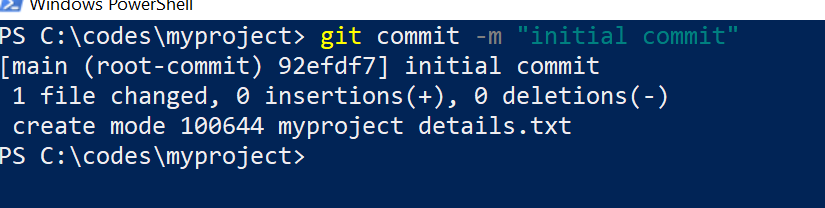 Windows PowerShell
PS C:\codes\myproject> git commit -m "initial commit"
[main (root-commit) 92efdf7] initial commit
 1 file changed, 0 insertions(+), 0 deletions(-)
 create mode 100644 myproject details.txt
PS C:\codes\myproject>